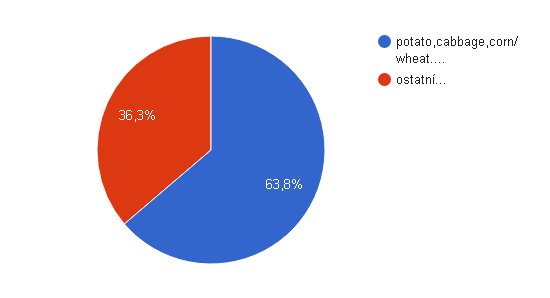 potato,cabbage,corn/
wheat....
ostatní...
36,3%
63,8%